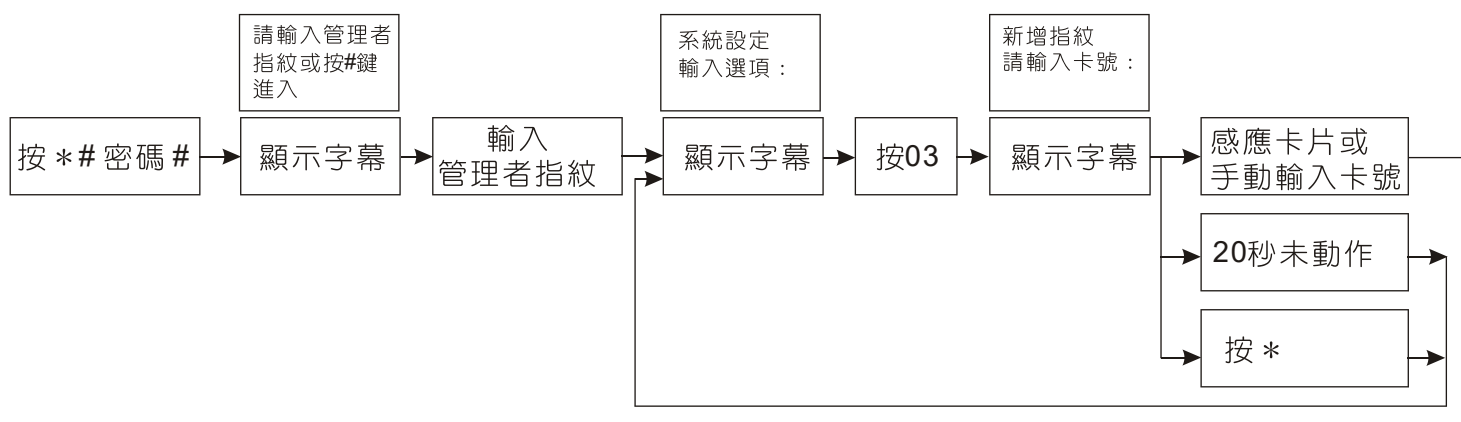 請輸入管理者
指紋或按#鍵
進入
系統設定
輸入選項：
新增指紋
請輸入卡號：
按＊#密碼#
顯示字幕
輸入
管理者指紋
顯示字幕
按03
顯示字幕
感應卡片或
手動輸入卡號
20秒未動作
按＊